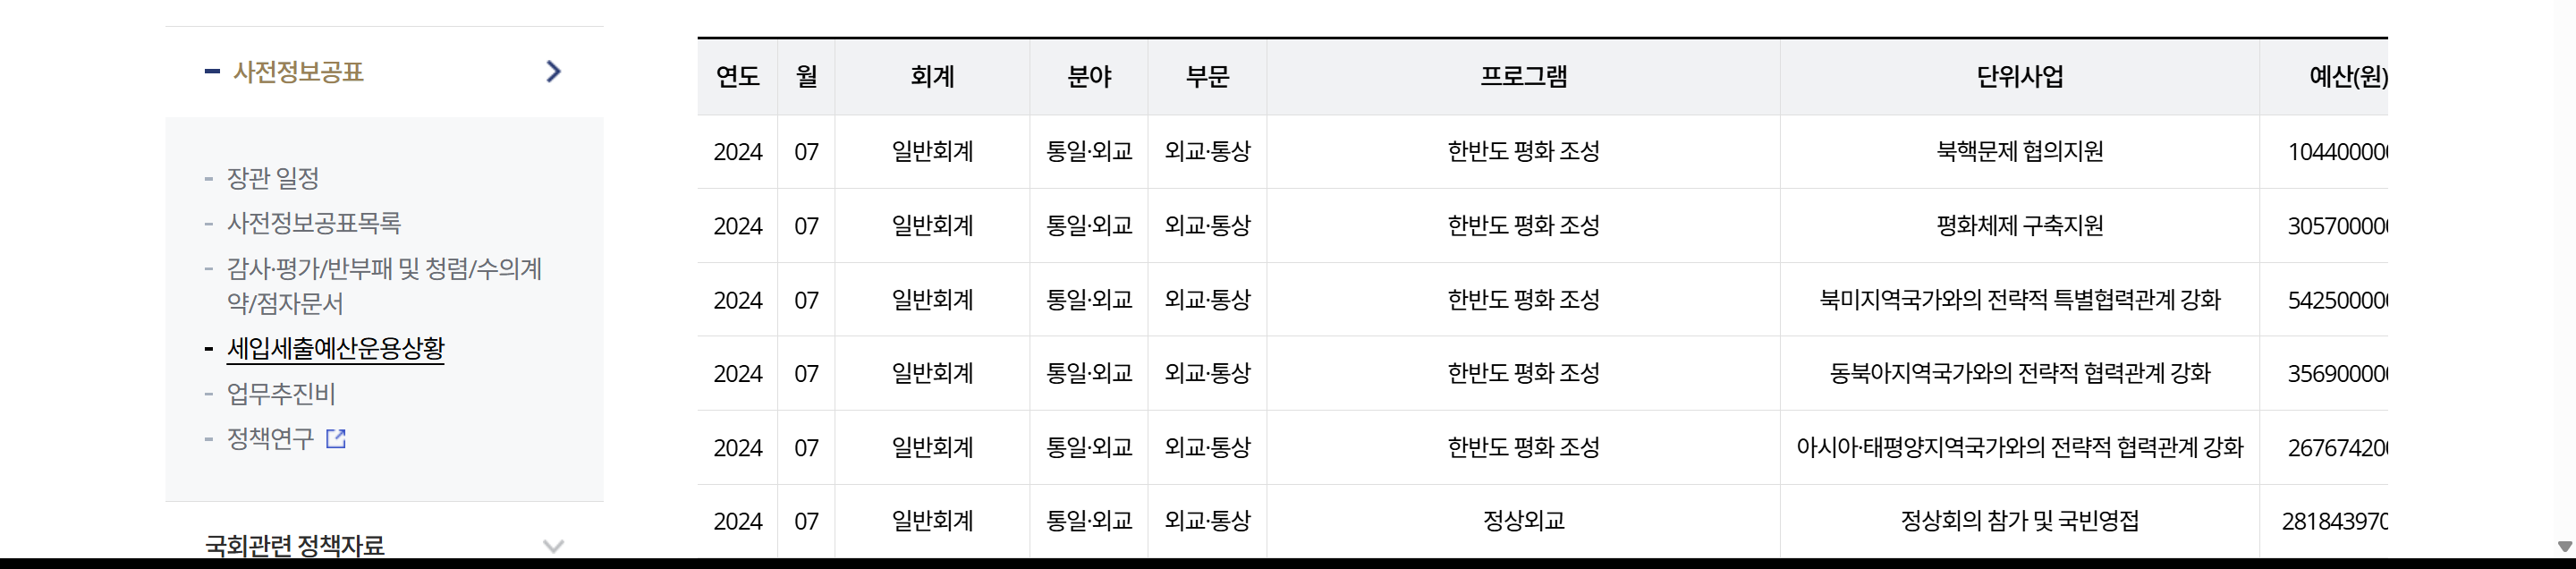 사전정보공표
장관 일정
사전정보공표목록
감사·평가/반부패 및 청렴/수의계
약/점자문서
세입세출예산운용상황
업무추진비
정책연구
국회관련 정책자료
연도 월 회계 분야 부문 프로그램 단위사업 예산(원)
2024 07 일반회계 통일·외교 외교·통상 한반도 평화 조성 북핵문제 협의지원
2024 07 일반회계 통일·외교 외교·통상 한반도 평화 조성 평화체제 구축지원
2024 07 일반회계 통일·외교 외교·통상 한반도 평화 조성 북미지역국가와의 전략적 특별협력관계 강화
2024 07 일반회계 통일·외교 외교·통상 한반도 평화 조성 동북아지역국가와의 전략적 협력관계 강화
2024 07 일반회계 통일·외교 외교·통상 한반도 평화 조성 아시아·태평양지역국가와의 전략적 협력관계 강화
2024 07 일반회계 통일·외교 외교·통상 정상외교 정상회의 참가 및 국빈영접